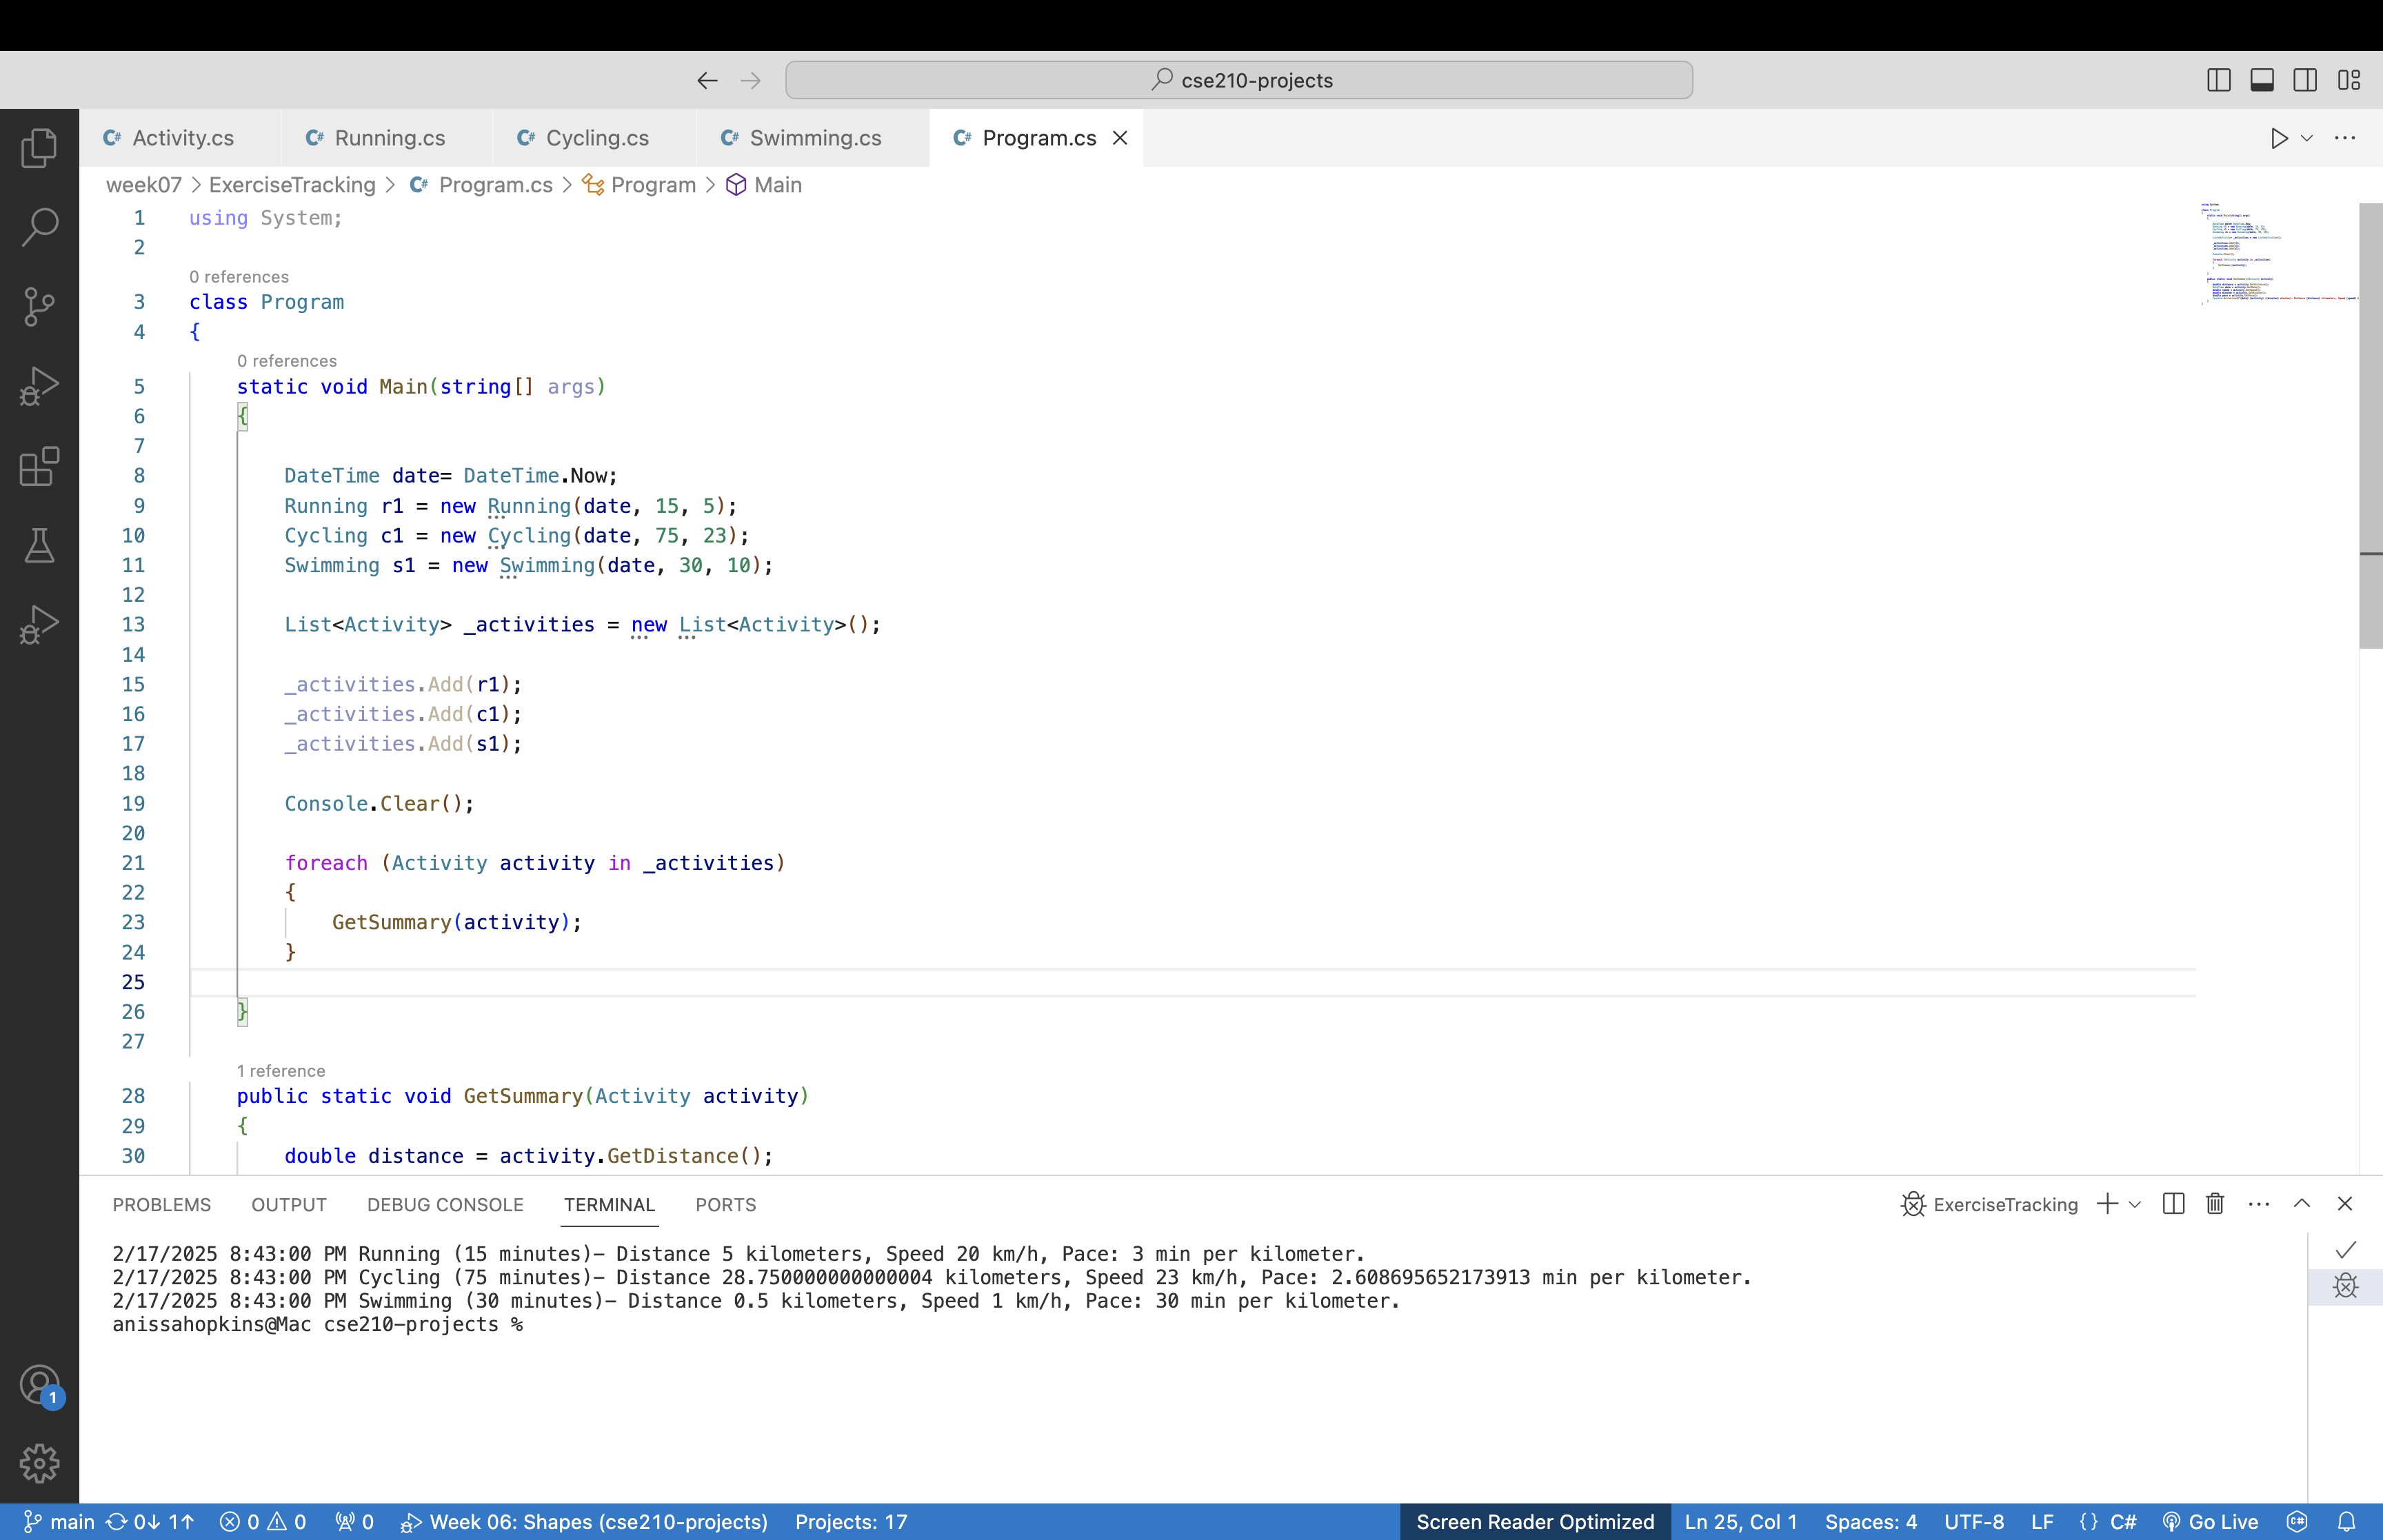 cse210-projects
C# Activity.cs C# Running.cs C# Cycling.cs C# Swimming.cs C# Program.cs
week07 > ExerciseTracking > C# Program.cs > Program > Main
1 using System;
2
0 references
3 class Program
4 {
0 references
5 static void Main(string[] args)
6 {
7
8 DateTime date= DateTime.Now;
9 Running r1 = new Running(date, 15, 5);
10 Cycling c1 = new Cycling(date, 75, 23);
11 Swimming s1 = new Swimming(date, 30, 10);
12
13 List<Activity> _activities = new List<Activity>();
14
15 _activities.Add(r1);
16 _activities.Add(c1);
17 _activities.Add(s1);
18
19 Console.Clear();
20
21 foreach (Activity activity in _activities)
22 {
23 GetSummary(activity);
24 }
25
26 }
27
1 reference
28 public static void GetSummary(Activity activity)
29 {
30 double distance = activity.GetDistance();
PROBLEMS OUTPUT DEBUG CONSOLE TERMINAL PORTS ExerciseTracking
2/17/2025 8:43:00 PM Running (15 minutes)- Distance 5 kilometers, Speed 20 km/h, Pace: 3 min per kilometer.
2/17/2025 8:43:00 PM Cycling (75 minutes)- Distance 28.750000000000004 kilometers, Speed 23 km/h, Pace: 2.608695652173913 min per kilometer.
2/17/2025 8:43:00 PM Swimming (30 minutes)- Distance 0.5 kilometers, Speed 1 km/h, Pace: 30 min per kilometer.
anissahopkins@Mac cse210-projects %
1
main 0↓ 1↑ 0 0 0 Week 06: Shapes (cse210-projects) Projects: 17 Screen Reader Optimized Ln 25, Col 1 Spaces: 4 UTF-8 LF {} C# Go Live